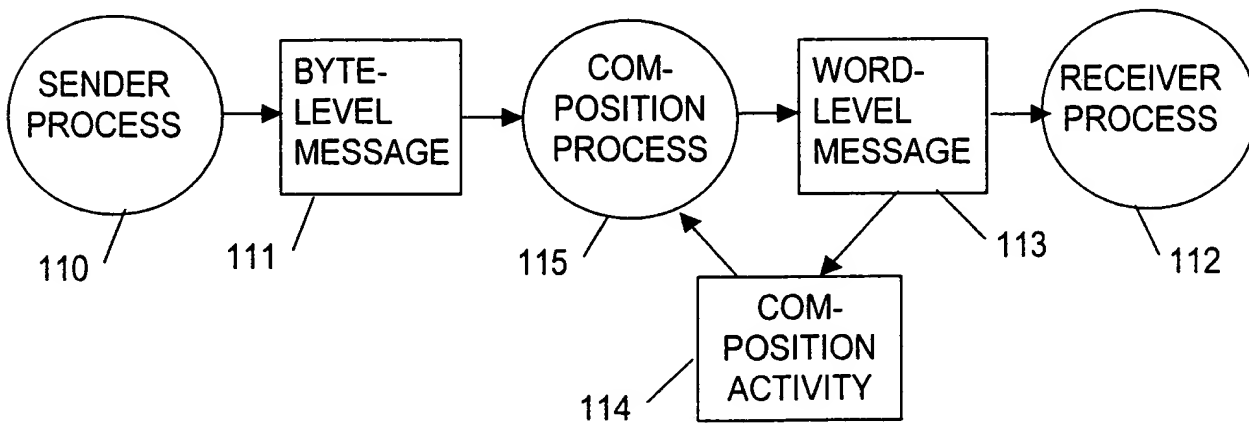 SENDER
PROCESS
BYTE-
LEVEL
MESSAGE
COM-
POSITION
PROCESS
WORD-
LEVEL
MESSAGE
RECEIVER
PROCESS
110
111
115
113
112
COM-
POSITION
ACTIVITY
114